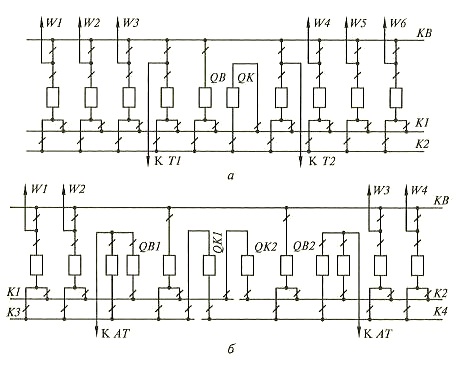 W1 W2 W3 W4 W5 W6 KB
QB QK
K1
K2
К T1 К T2
а
W1 W2 W3 W4
KB
QB1 QK1 QK2 QB2
K1 K2
K3 K4
К AT К AT
б